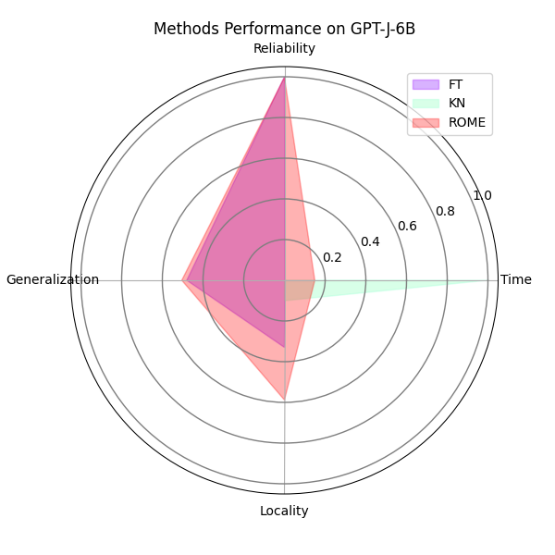 Methods Performance on GPT-J-6B
Reliability
FT
KN
ROME
1.0
0.8
0.6
0.4
0.2
Generalization
Time
Locality